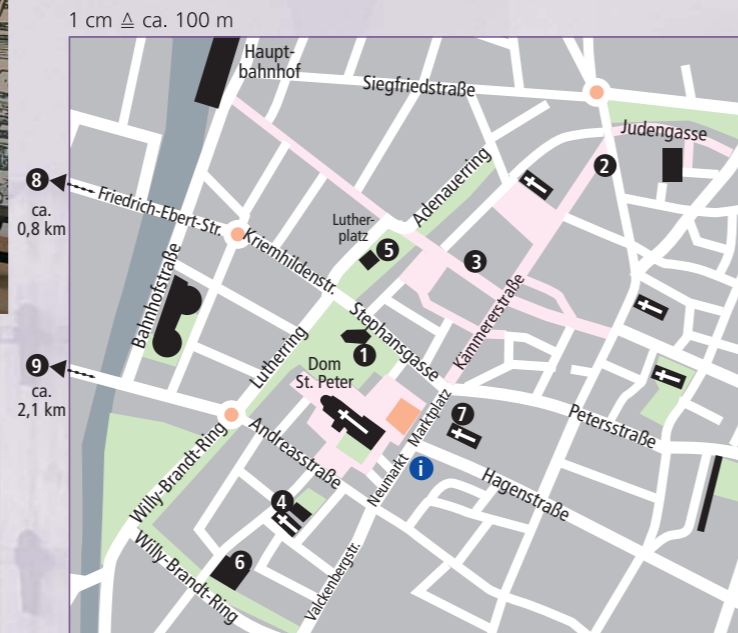 1 cm ≙ ca. 100 m
Haupt-
bahnhof
Siegfriedstraße
Judengasse
2
8
ca.
0,8 km
Friedrich-Ebert-Str.
Kriemhildenstr.
Adenauerring
Luther-
platz
5
3
Bahnhofstraße
Lutherring
Stephansgasse
Kämmererstraße
1
9
ca.
2,1 km
Dom
St. Peter
Marktplatz
7
Petersstraße
Willy-Brandt-Ring
Andreasstraße
Neumarkt
i
Hagenstraße
4
6
Willy-Brandt-Ring
Valckenbergstr.